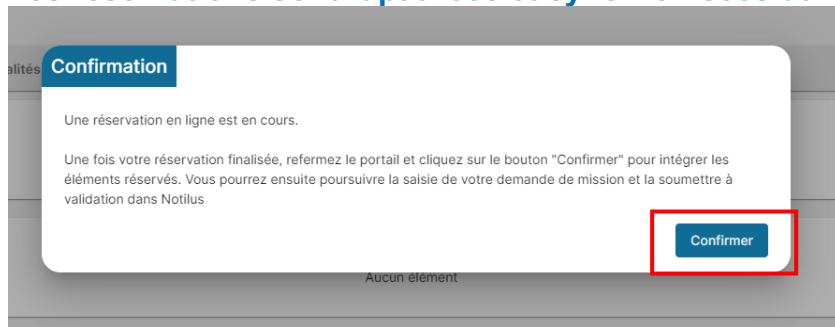 alités
Confirmation
Une réservation en ligne est en cours.
Une fois votre réservation finalisée, refermez le portail et cliquez sur le bouton "Confirmer" pour intégrer les
éléments réservés. Vous pourrez ensuite poursuivre la saisie de votre demande de mission et la soumettre à
validation dans Notilus
Confirmer
Aucun élément